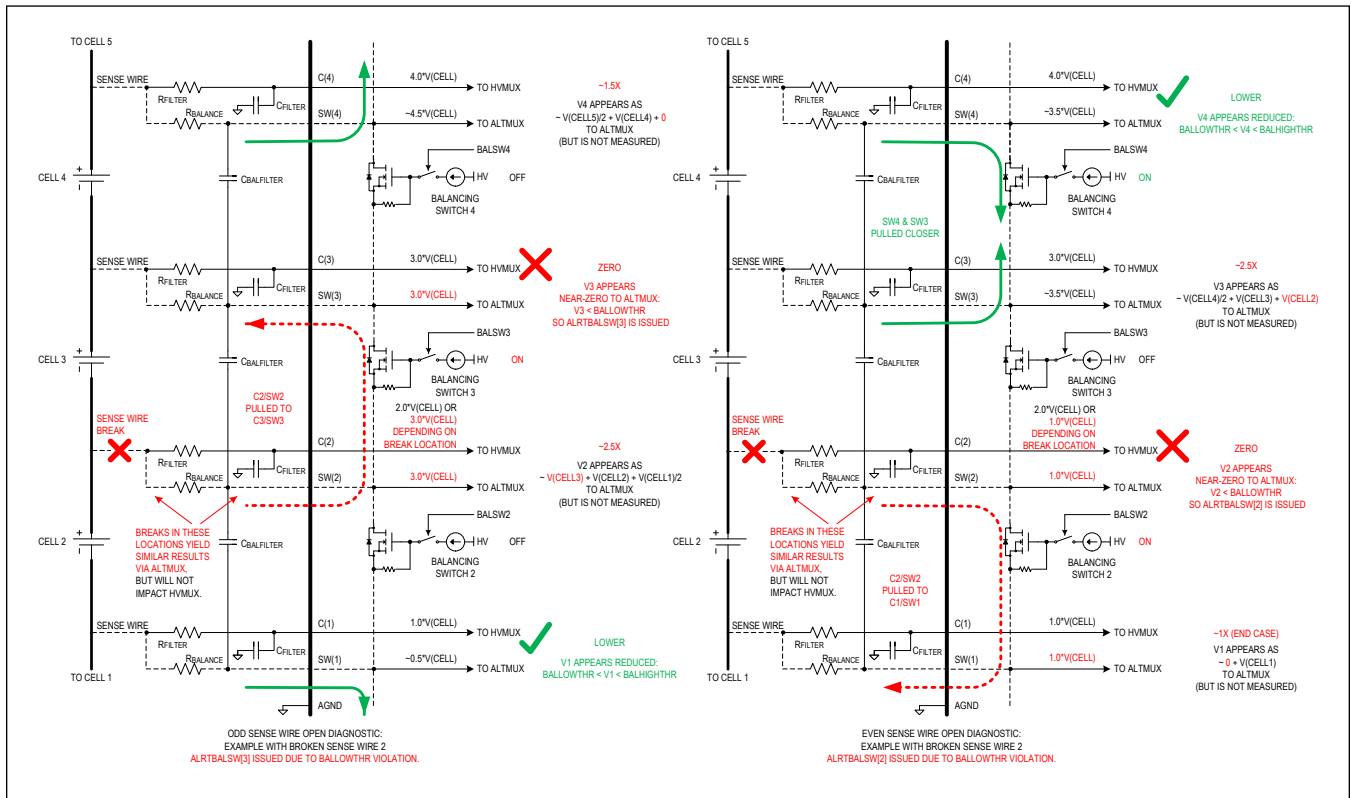 TO CELL 5
SENSE WIRE
RFILTER
CFILTER
RBALANCE
C(4)
4.0*V(CELL)
TO HVMUX
SW(4)
~4.5*V(CELL)
TO ALTMUX
~1.5X
V4 APPEARS AS
~ V(CELL5)/2 + V(CELL4) + 0
TO ALTMUX
(BUT IS NOT MEASURED)
+
CELL 4
-
CBALFILTER
BALSW4
HV
OFF
BALANCING
SWITCH 4
SENSE WIRE
RFILTER
CFILTER
RBALANCE
C(3)
3.0*V(CELL)
TO HVMUX
SW(3)
3.0*V(CELL)
TO ALTMUX
ZERO
V3 APPEARS
NEAR-ZERO TO ALTMUX:
V3 < BALLOWTHR
SO ALRTBALSW[3] IS ISSUED
+
CELL 3
-
CBALFILTER
BALSW3
HV
ON
BALANCING
SWITCH 3
C2/SW2
PULLED TO
C3/SW3
2.0*V(CELL) OR
3.0*V(CELL)
DEPENDING ON
BREAK LOCATION
SENSE WIRE
BREAK
RFILTER
CFILTER
RBALANCE
C(2)
TO HVMUX
SW(2)
3.0*V(CELL)
TO ALTMUX
~2.5X
V2 APPEARS AS
~ V(CELL3) + V(CELL2) + V(CELL1)/2
TO ALTMUX
(BUT IS NOT MEASURED)
BREAKS IN THESE
LOCATIONS YIELD
SIMILAR RESULTS
VIA ALTMUX,
BUT WILL NOT
IMPACT HVMUX.
+
CELL 2
-
CBALFILTER
BALSW2
HV
OFF
BALANCING
SWITCH 2
SENSE WIRE
RFILTER
CFILTER
RBALANCE
C(1)
1.0*V(CELL)
TO HVMUX
SW(1)
~0.5*V(CELL)
TO ALTMUX
LOWER
V1 APPEARS REDUCED:
BALLOWTHR < V1 < BALHIGHTHR
TO CELL 1
AGND
ODD SENSE WIRE OPEN DIAGNOSTIC:
EXAMPLE WITH BROKEN SENSE WIRE 2
ALRTBALSW[3] ISSUED DUE TO BALLOWTHR VIOLATION.
TO CELL 5
SENSE WIRE
RFILTER
CFILTER
RBALANCE
C(4)
4.0*V(CELL)
TO HVMUX
SW(4)
~3.5*V(CELL)
TO ALTMUX
LOWER
V4 APPEARS REDUCED:
BALLOWTHR < V4 < BALHIGHTHR
+
CELL 4
-
CBALFILTER
BALSW4
HV
ON
BALANCING
SWITCH 4
SW4 & SW3
PULLED CLOSER
SENSE WIRE
RFILTER
CFILTER
RBALANCE
C(3)
3.0*V(CELL)
TO HVMUX
SW(3)
~3.5*V(CELL)
TO ALTMUX
~2.5X
V3 APPEARS AS
~ V(CELL4)/2 + V(CELL3) + V(CELL2)
TO ALTMUX
(BUT IS NOT MEASURED)
+
CELL 3
-
CBALFILTER
BALSW3
HV
OFF
BALANCING
SWITCH 3
2.0*V(CELL) OR
1.0*V(CELL)
DEPENDING ON
BREAK LOCATION
SENSE WIRE
BREAK
RFILTER
CFILTER
RBALANCE
C(2)
TO HVMUX
SW(2)
1.0*V(CELL)
TO ALTMUX
ZERO
V2 APPEARS
NEAR-ZERO TO ALTMUX:
V2 < BALLOWTHR
SO ALRTBALSW[2] IS ISSUED
BREAKS IN THESE
LOCATIONS YIELD
SIMILAR RESULTS
VIA ALTMUX,
BUT WILL NOT
IMPACT HVMUX.
+
CELL 2
-
CBALFILTER
BALSW2
HV
ON
BALANCING
SWITCH 2
C2/SW2
PULLED TO
C1/SW1
SENSE WIRE
RFILTER
CFILTER
RBALANCE
C(1)
1.0*V(CELL)
TO HVMUX
SW(1)
1.0*V(CELL)
TO ALTMUX
~1X (END CASE)
V1 APPEARS AS
~ 0 + V(CELL1)
TO ALTMUX
(BUT IS NOT MEASURED)
TO CELL 1
AGND
EVEN SENSE WIRE OPEN DIAGNOSTIC:
EXAMPLE WITH BROKEN SENSE WIRE 2
ALRTBALSW[2] ISSUED DUE TO BALLOWTHR VIOLATION.